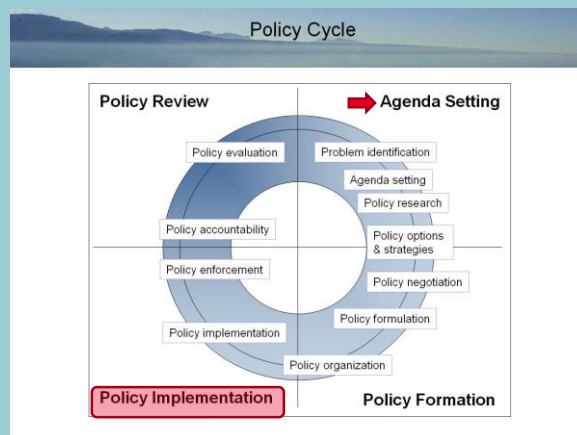 Policy Cycle
Policy Review
Agenda Setting
Policy evaluation
Problem identification
Agenda setting
Policy research
Policy accountability
Policy options
& strategies
Policy enforcement
Policy negotiation
Policy formulation
Policy implementation
Policy organization
Policy Implementation
Policy Formation